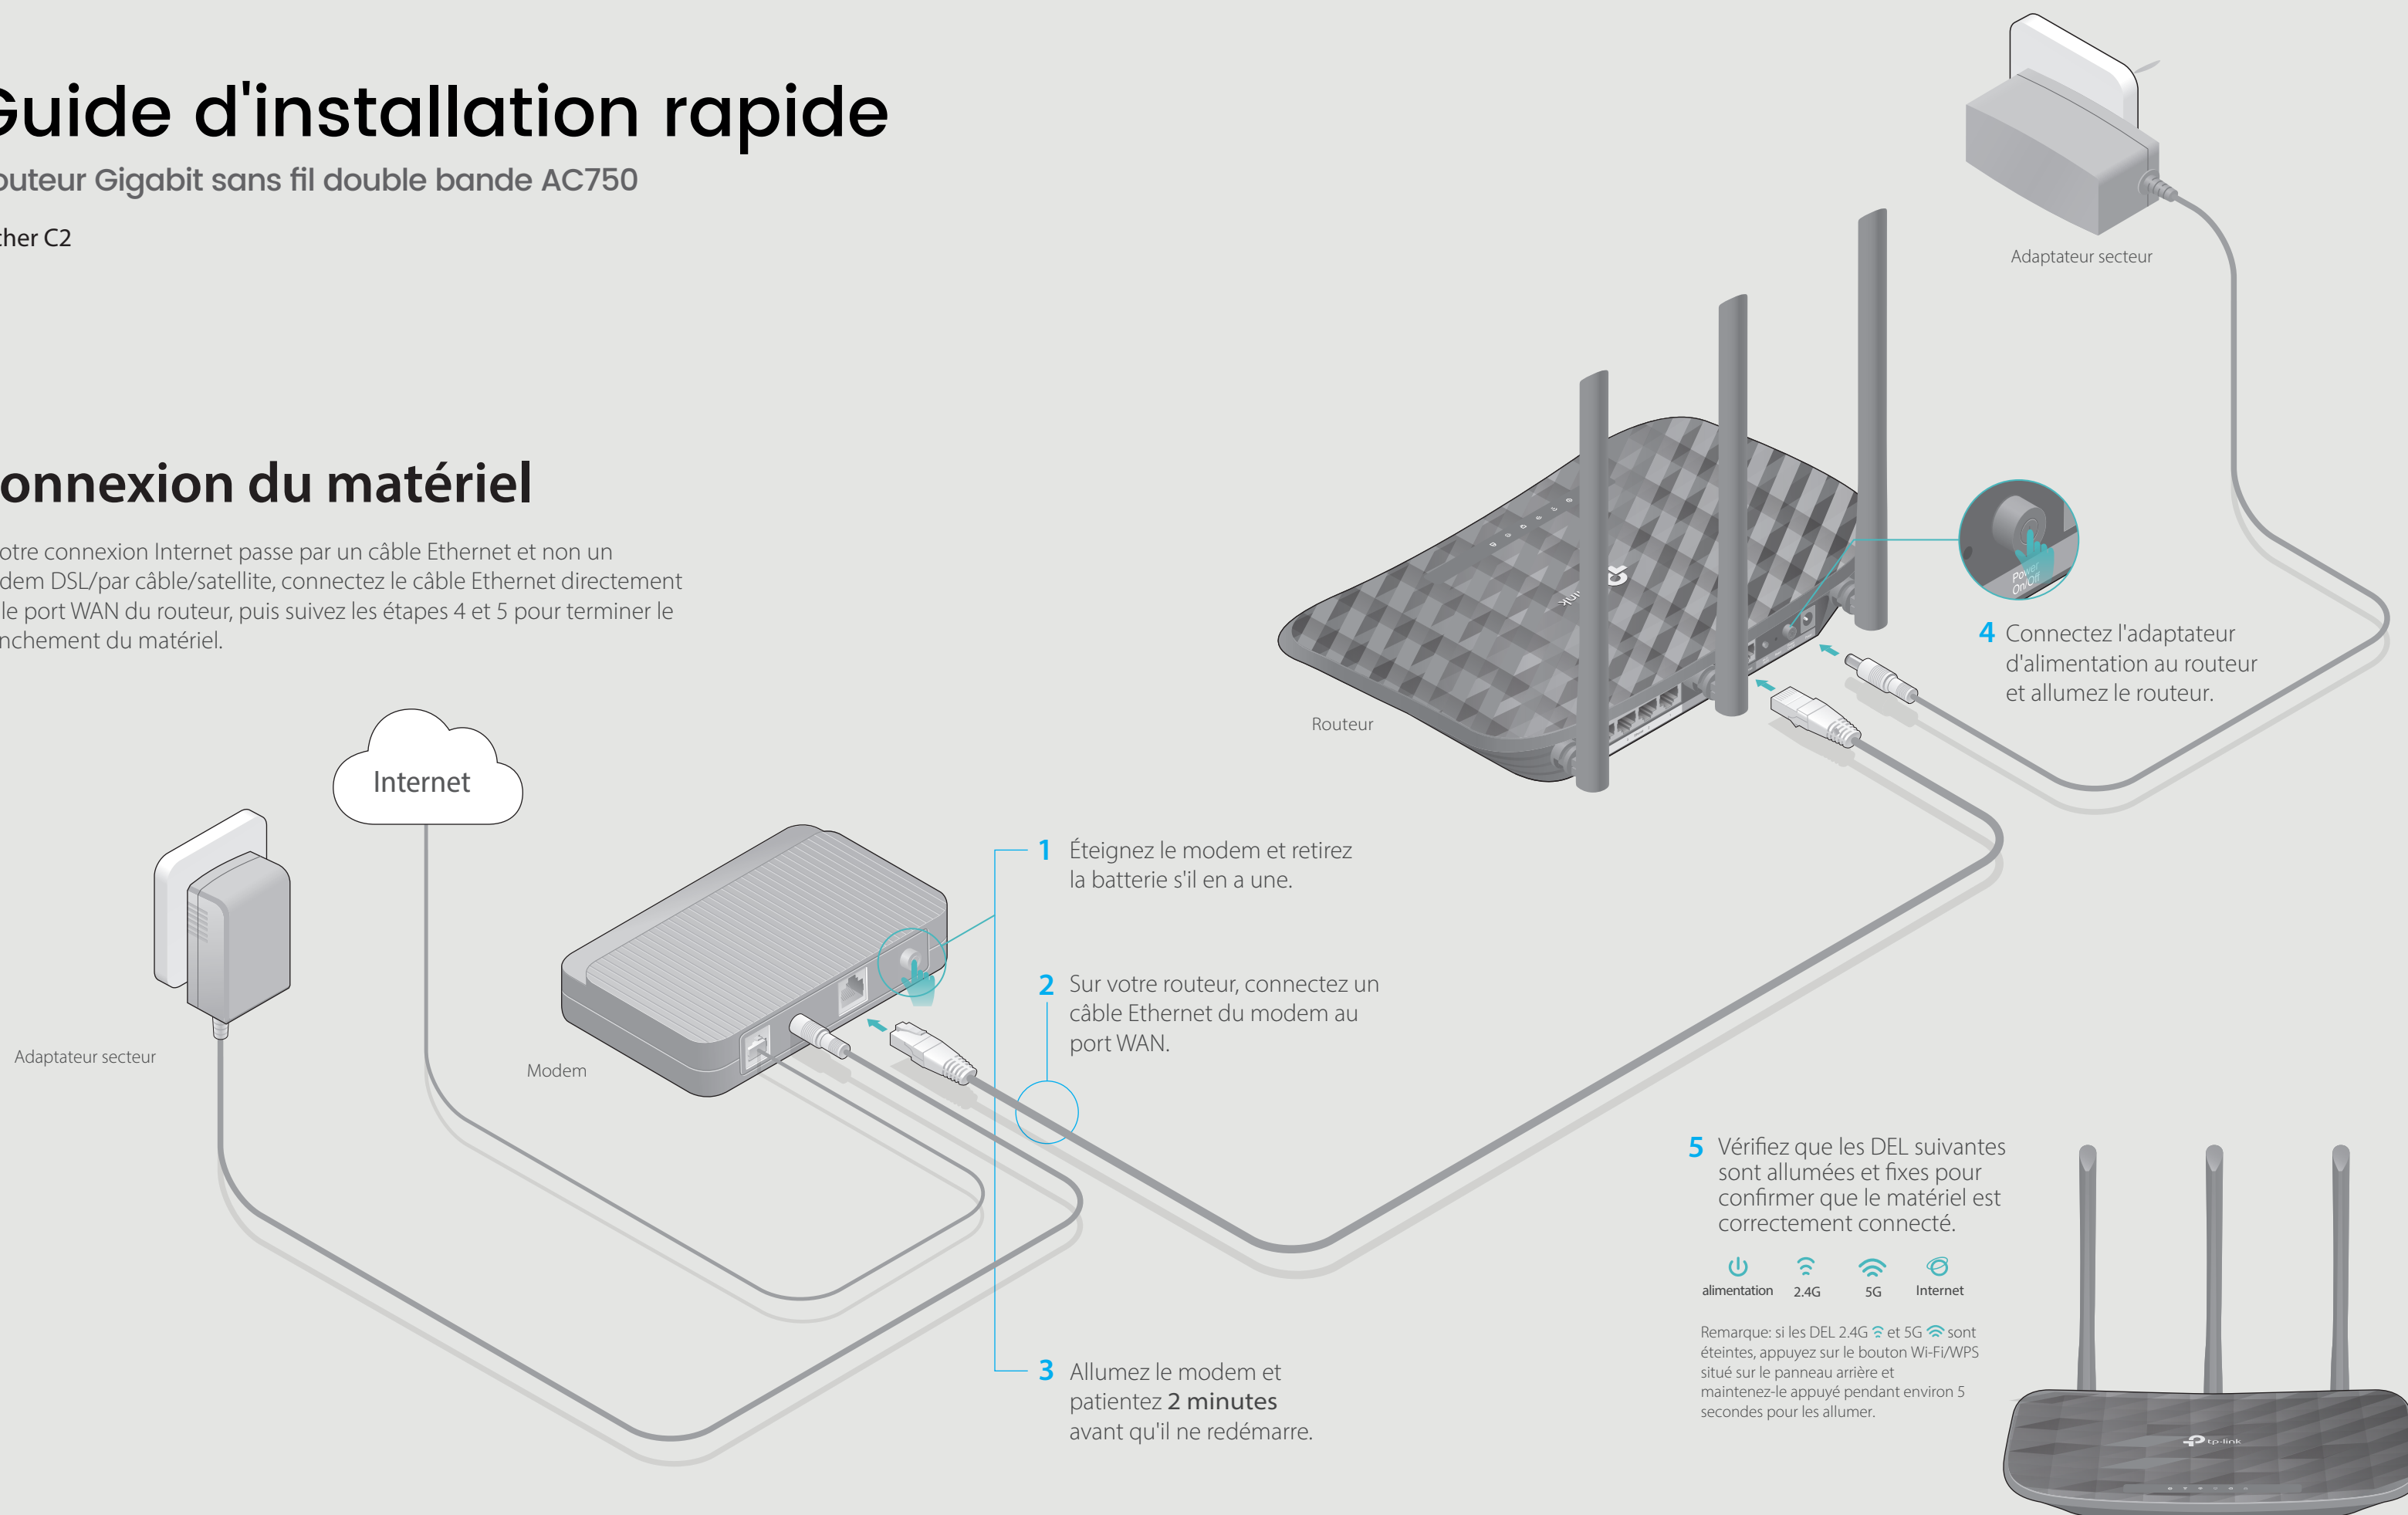 Guide d'installation rapide
outeur Gigabit sans fil double bande AC750
cher C2
onnexion du matériel
otre connexion Internet passe par un câble Ethernet et non un
dem DSL/par câble/satellite, connectez le câble Ethernet directement
le port WAN du routeur, puis suivez les étapes 4 et 5 pour terminer le
nchement du matériel.
Adaptateur secteur
Power
On/Off
4 Connectez l'adaptateur
d'alimentation au routeur
et allumez le routeur.
Routeur
Internet
1 Éteignez le modem et retirez
la batterie s'il en a une.
2 Sur votre routeur, connectez un
câble Ethernet du modem au
port WAN.
Adaptateur secteur
Modem
3 Allumez le modem et
patientez 2 minutes
avant qu'il ne redémarre.
5 Vérifiez que les DEL suivantes
sont allumées et fixes pour
confirmer que le matériel est
correctement connecté.
alimentation 2.4G 5G Internet
Remarque: si les DEL 2.4G et 5G sont
éteintes, appuyez sur le bouton Wi-Fi/WPS
situé sur le panneau arrière et
maintenez-le appuyé pendant environ 5
secondes pour les allumer.
tp-link